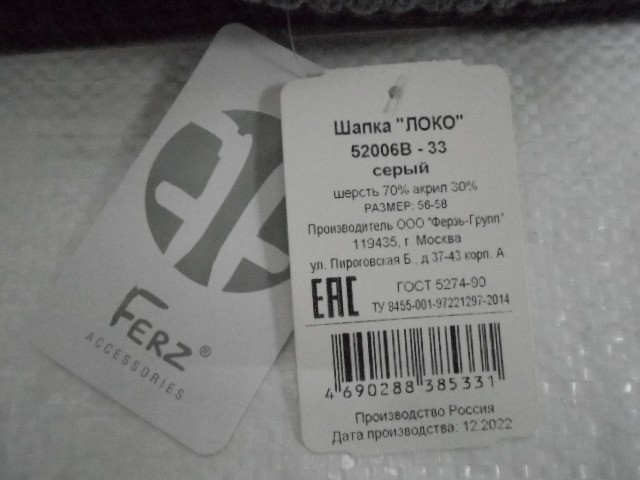 FERZ®
ACCESSORIES
Шапка "ЛОКО"
52006В - 33
серый
шерсть 70% акрил 30%
РАЗМЕР: 56-58
Производитель ООО "Ферзь-Групп"
119435, г. Москва
ул. Пироговская Б., д 37-43 корп. А
ЕАС
ГОСТ 5274-90
ТУ 8455-001-97221297-2014
4 690288 385331
Производство Россия
Дата производства: 12.2022